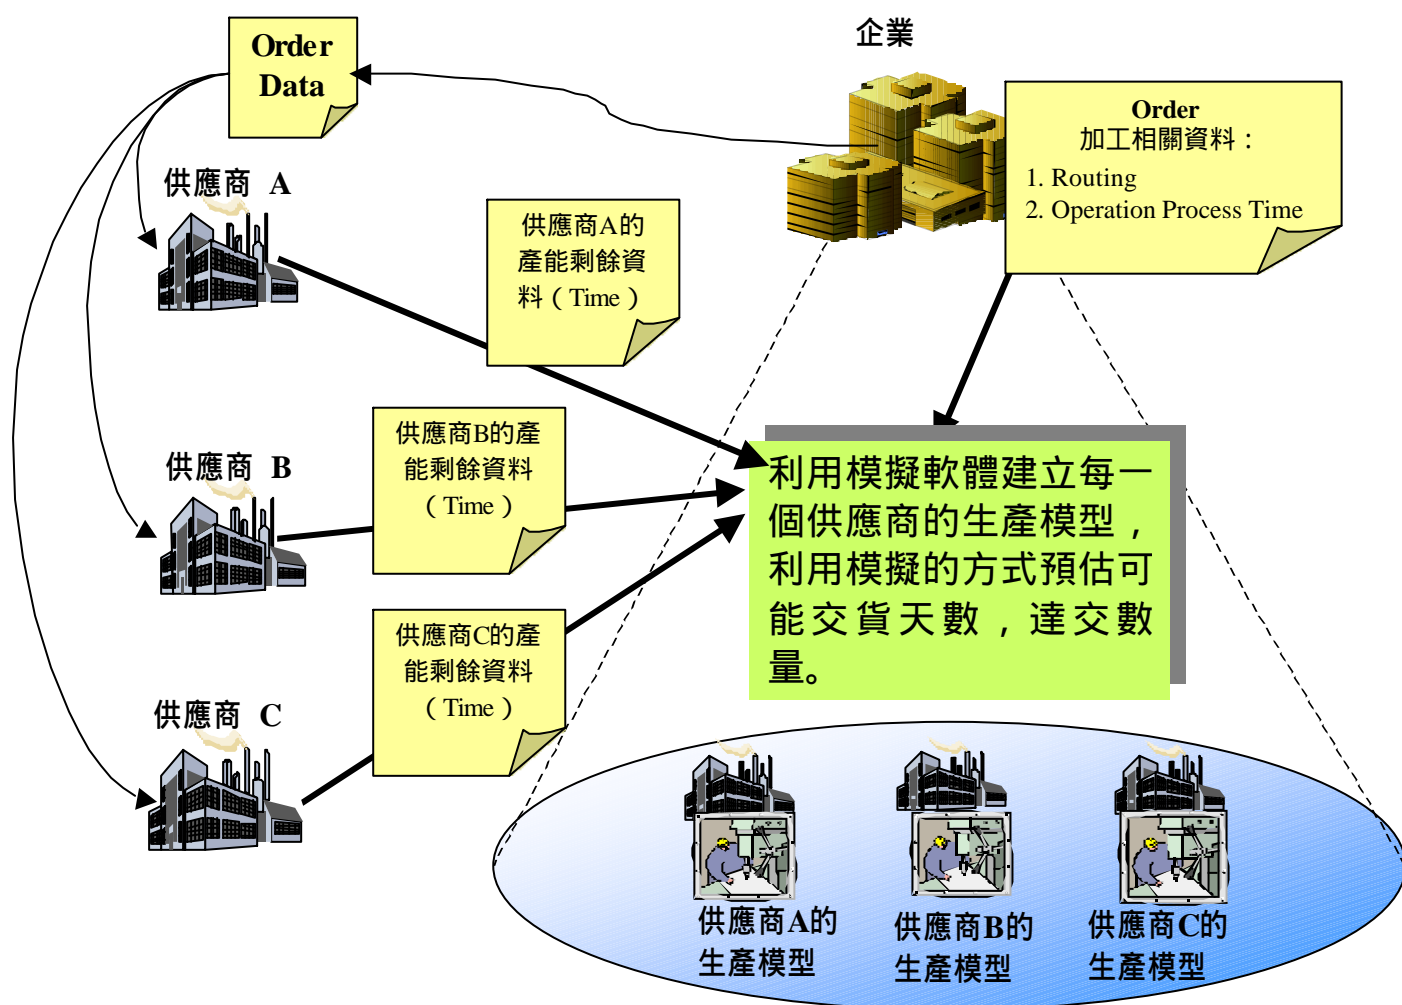 企業
Order
Data
Order
加工相關資料：
1. Routing
2. Operation Process Time
供應商 A
供應商A的
產能剩餘資
料（Time）
供應商 B
供應商B的產
能剩餘資料
（Time）
利用模擬軟體建立每一
個供應商的生產模型，
利用模擬的方式預估可
能交貨天數，達交數
量。
供應商C的產
能剩餘資料
（Time）
供應商 C
供應商A的
生產模型
供應商B的
生產模型
供應商C的
生產模型